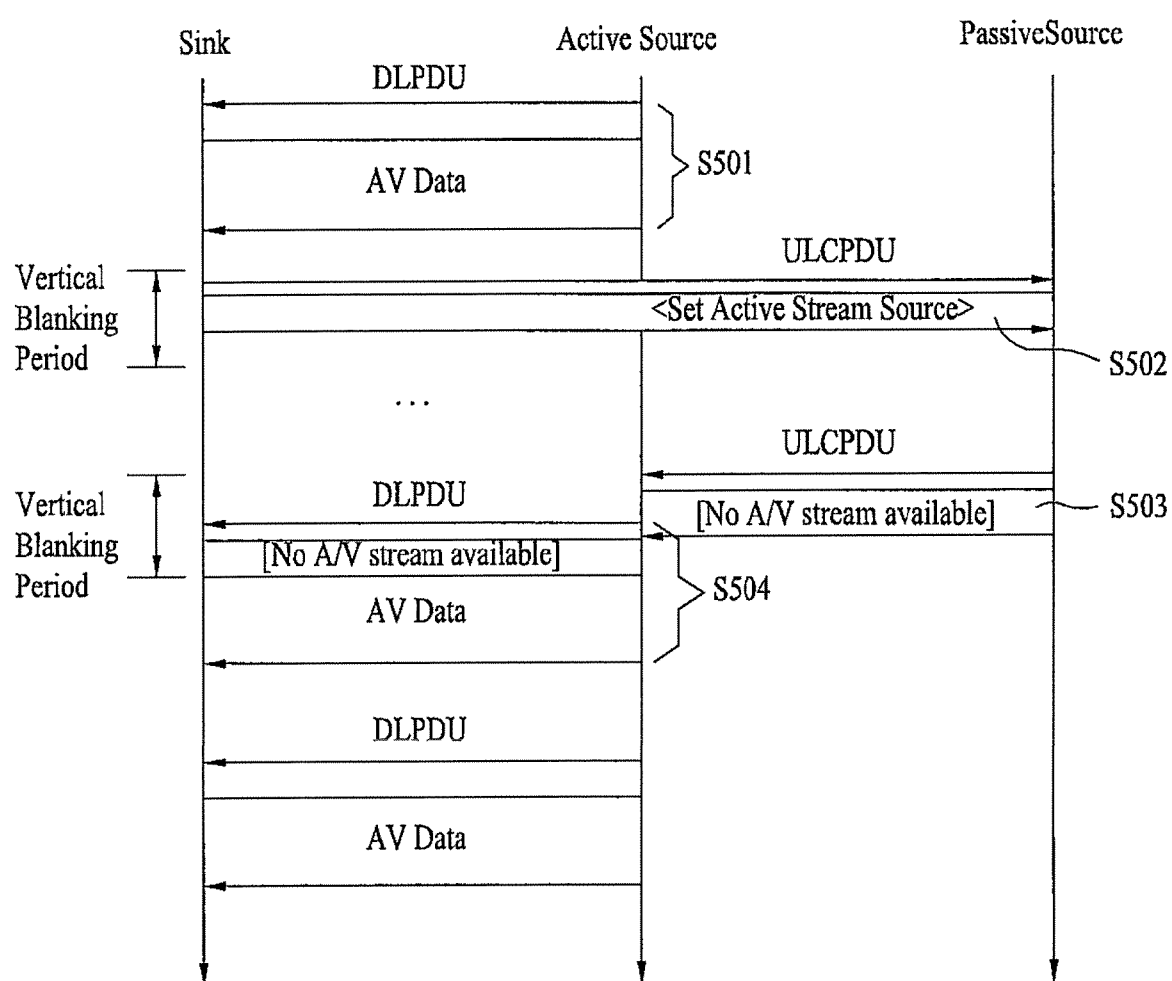 Sink
Active Source
PassiveSource
DLPDU
S501
AV Data
ULCPDU
Vertical
Blanking
Period
<Set Active Stream Source>
S502
...
ULCPDU
Vertical
Blanking
Period
DLPDU
[No A/V stream available]
S503
[No A/V stream available]
S504
AV Data
DLPDU
AV Data